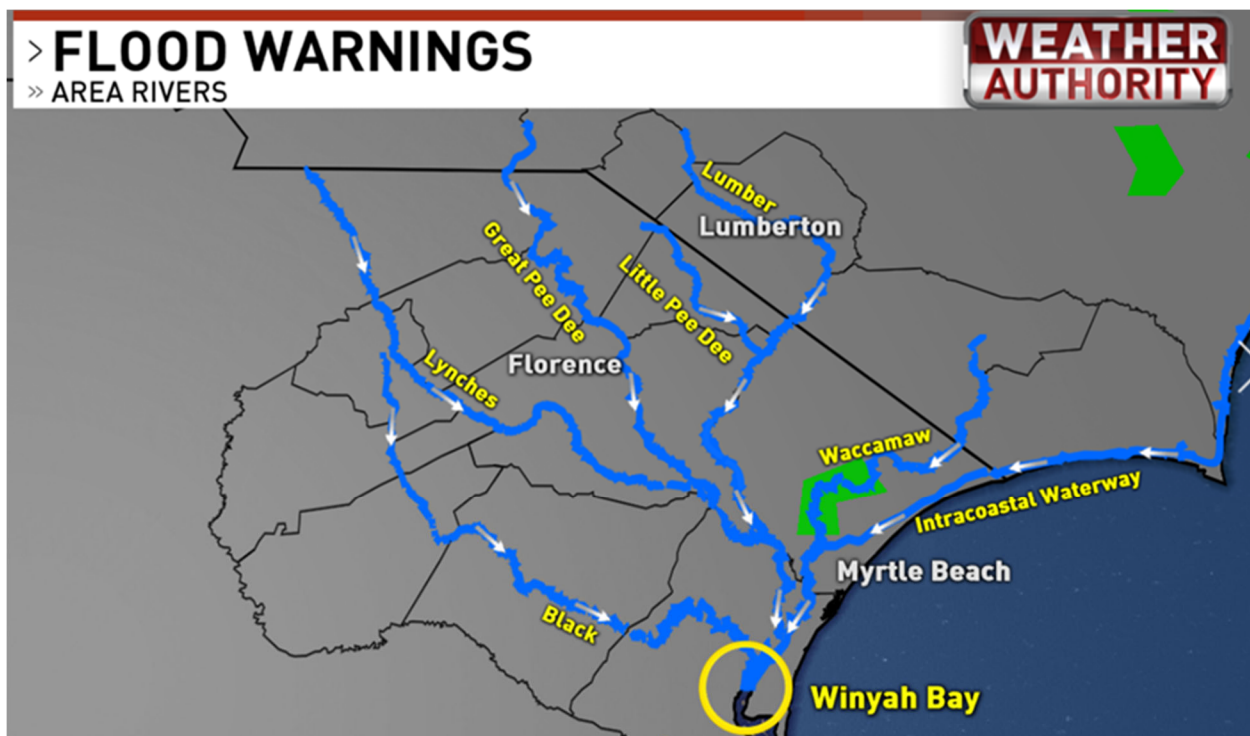 > FLOOD WARNINGS
» AREA RIVERS
WEATHER
AUTHORITY
Lumber
Lumberton
Great Pee Dee
Little Pee Dee
Florence
Lynches
Waccamaw
Intracoastal Waterway
Myrtle Beach
Black
Winyah Bay